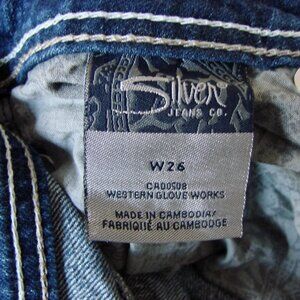 Silver
JEANS CO.
W26
CA00508
WESTERN GLOVE WORKS
MADE IN CAMBODIA/
FABRIQUÉ AU CAMBODGE